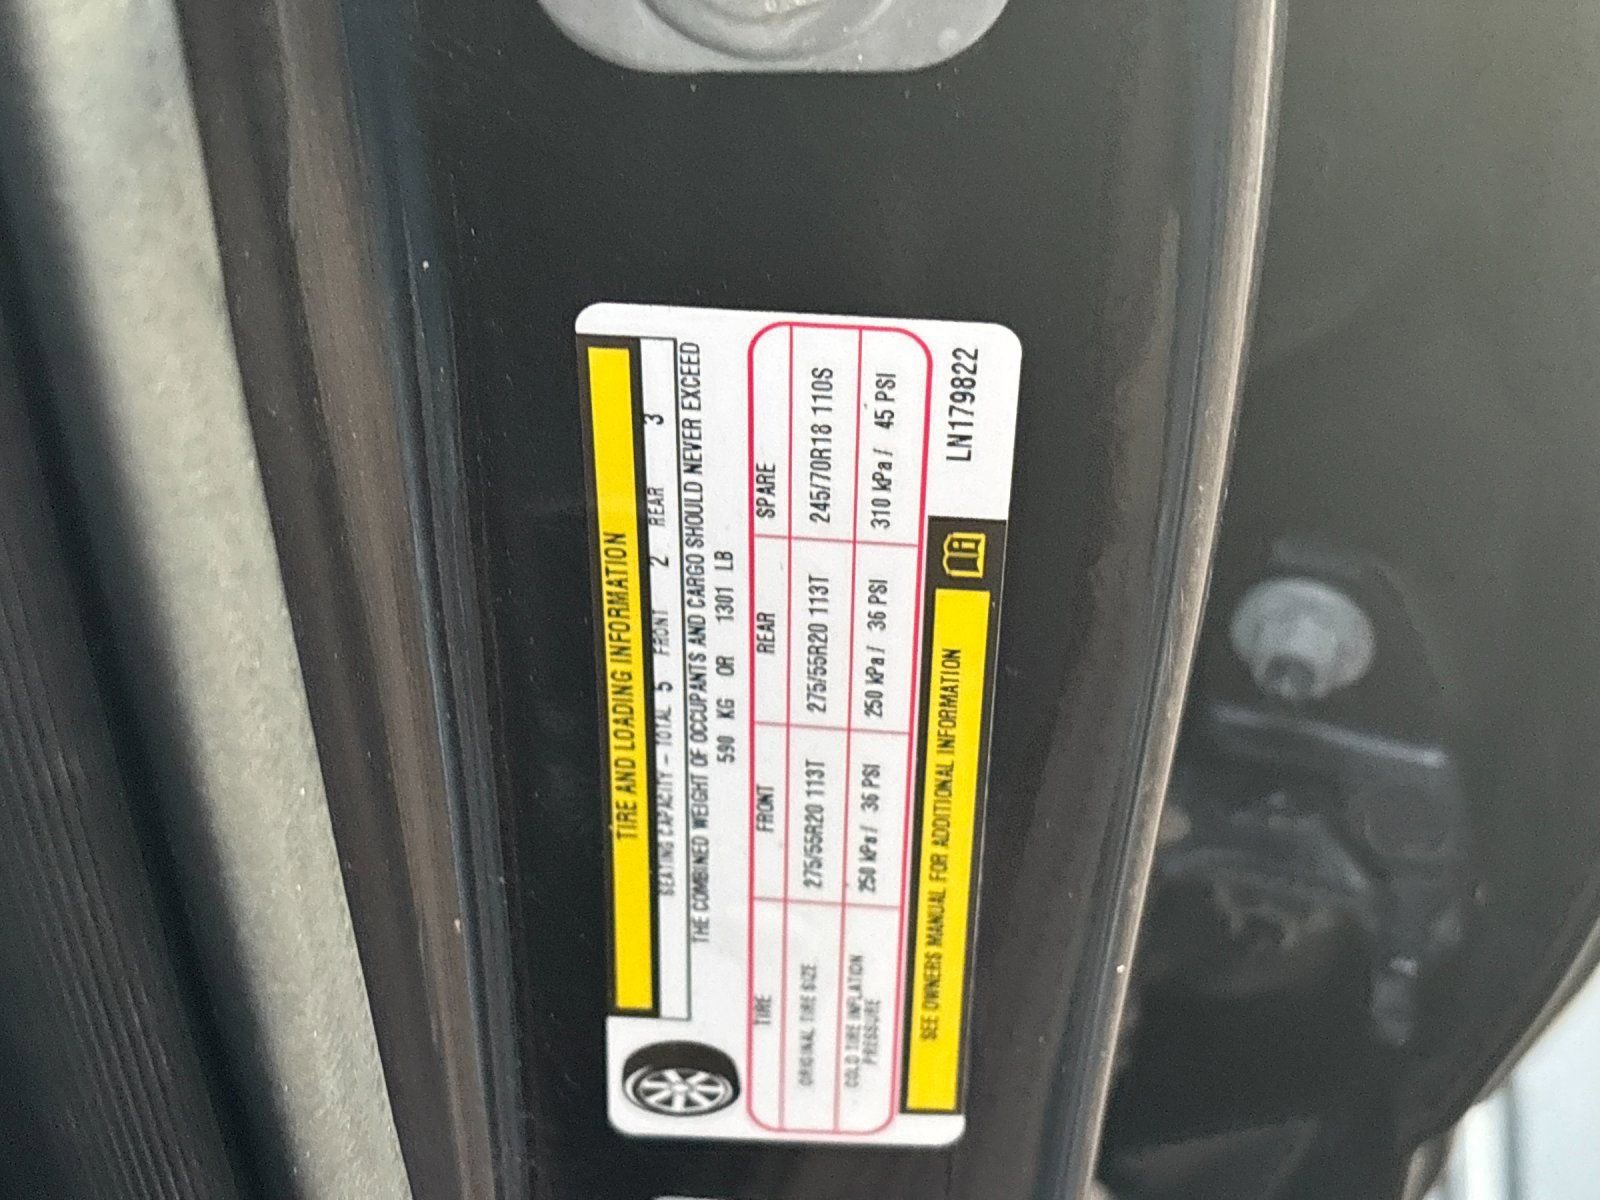 TIRE AND LOADING INFORMATION
SEATING CAPACITY - TOTAL 5 FRONT 2 REAR 3
THE COMBINED WEIGHT OF OCCUPANTS AND CARGO SHOULD NEVER EXCEED
590 KG OR 1301 LB
TIRE FRONT REAR SPARE
ORIGINAL TIRE SIZE 275/55R20 113T 275/55R20 113T 245/70R18 110S
COLD TIRE INFLATION PRESSURE 250 kPa / 36 PSI 250 kPa / 36 PSI 310 kPa / 45 PSI
SEE OWNERS MANUAL FOR ADDITIONAL INFORMATION
LN179822